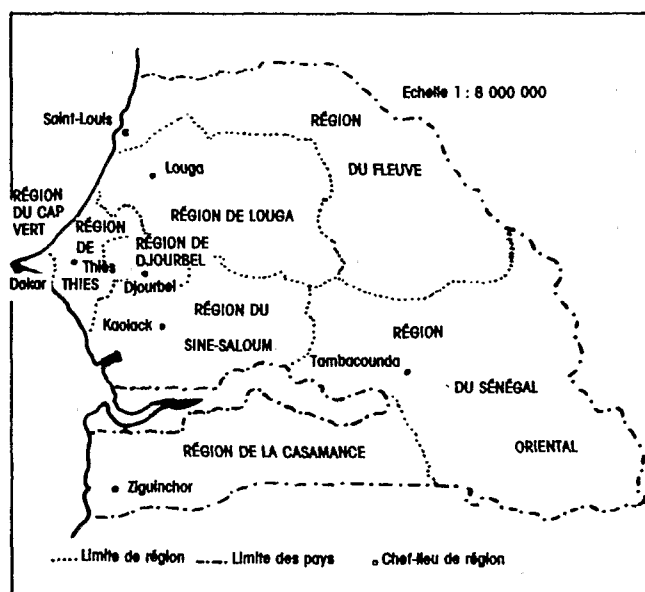 Echelle 1 : 8 000 000
Saint-Louis
RÉGION
DU FLEUVE
Louga
RÉGION
DU CAP
VERT
RÉGION
DE
THIES
RÉGION DE LOUGA
RÉGION DE
DJOURBEL
Thiès
Djourbel
Dakar
Kaolack
RÉGION DU
SINE-SALOUM
RÉGION
Tambacounda
DU SÉNÉGAL
ORIENTAL
RÉGION DE LA CASAMANCE
Ziguinchor
Limite de région
Limite des pays
Chef-lieu de région